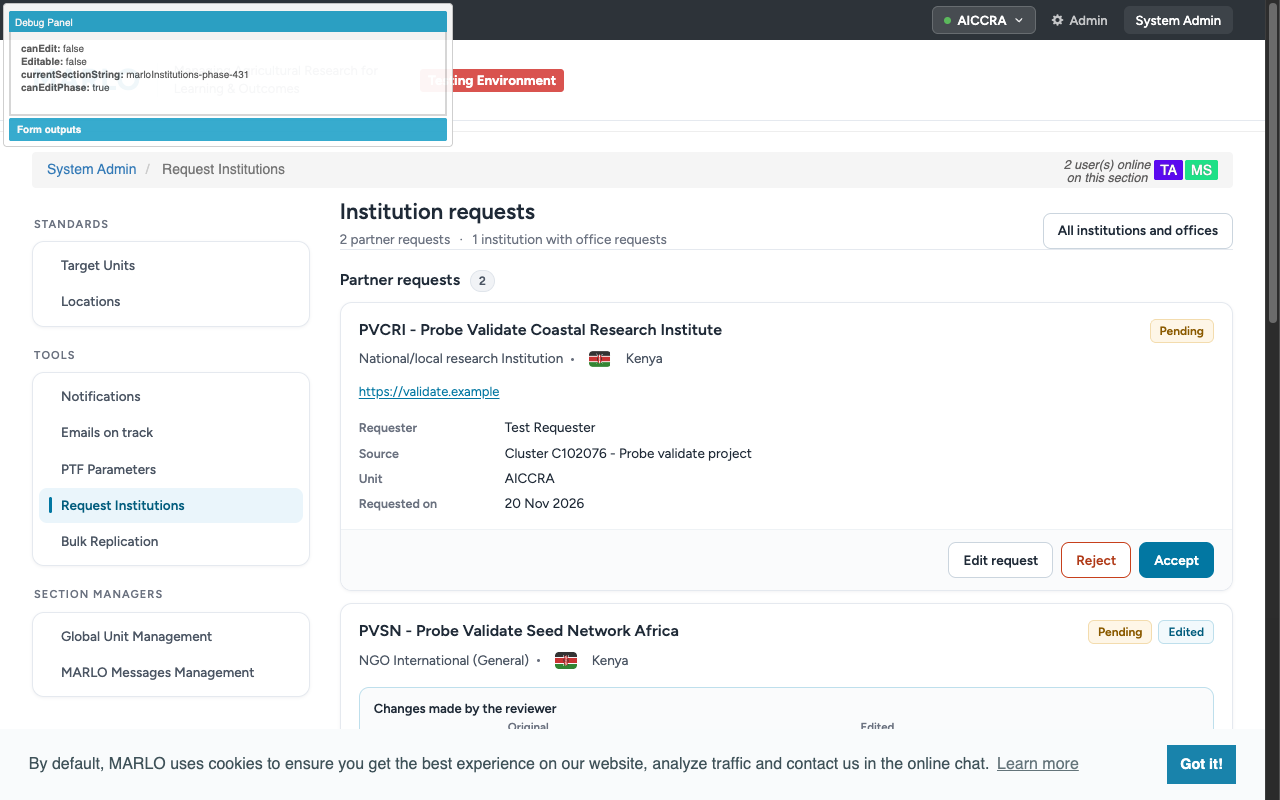 Debug Panel
canEdit: false
Editable: false
currentSectionString: marloInstitutions-phase-431
canEditPhase: true
Form outputs
AICCRA
Admin
System Admin
Agricultural Research for
Learning & Outcomes
Testing Environment
System Admin / Request Institutions
2 user(s) online
on this section
TA MS
STANDARDS
Target Units
Locations
TOOLS
Notifications
Emails on track
PTF Parameters
Request Institutions
Bulk Replication
SECTION MANAGERS
Global Unit Management
MARLO Messages Management
Institution requests
2 partner requests · 1 institution with office requests
All institutions and offices
Partner requests 2
PVCRI - Probe Validate Coastal Research Institute
Pending
National/local research Institution • Kenya
https://validate.example
Requester Test Requester
Source Cluster C102076 - Probe validate project
Unit AICCRA
Requested on 20 Nov 2026
Edit request
Reject
Accept
PVSN - Probe Validate Seed Network Africa
Pending Edited
NGO International (General) • Kenya
Changes made by the reviewer
Original Edited
By default, MARLO uses cookies to ensure you get the best experience on our website, analyze traffic and contact us in the online chat. Learn more
Got it!